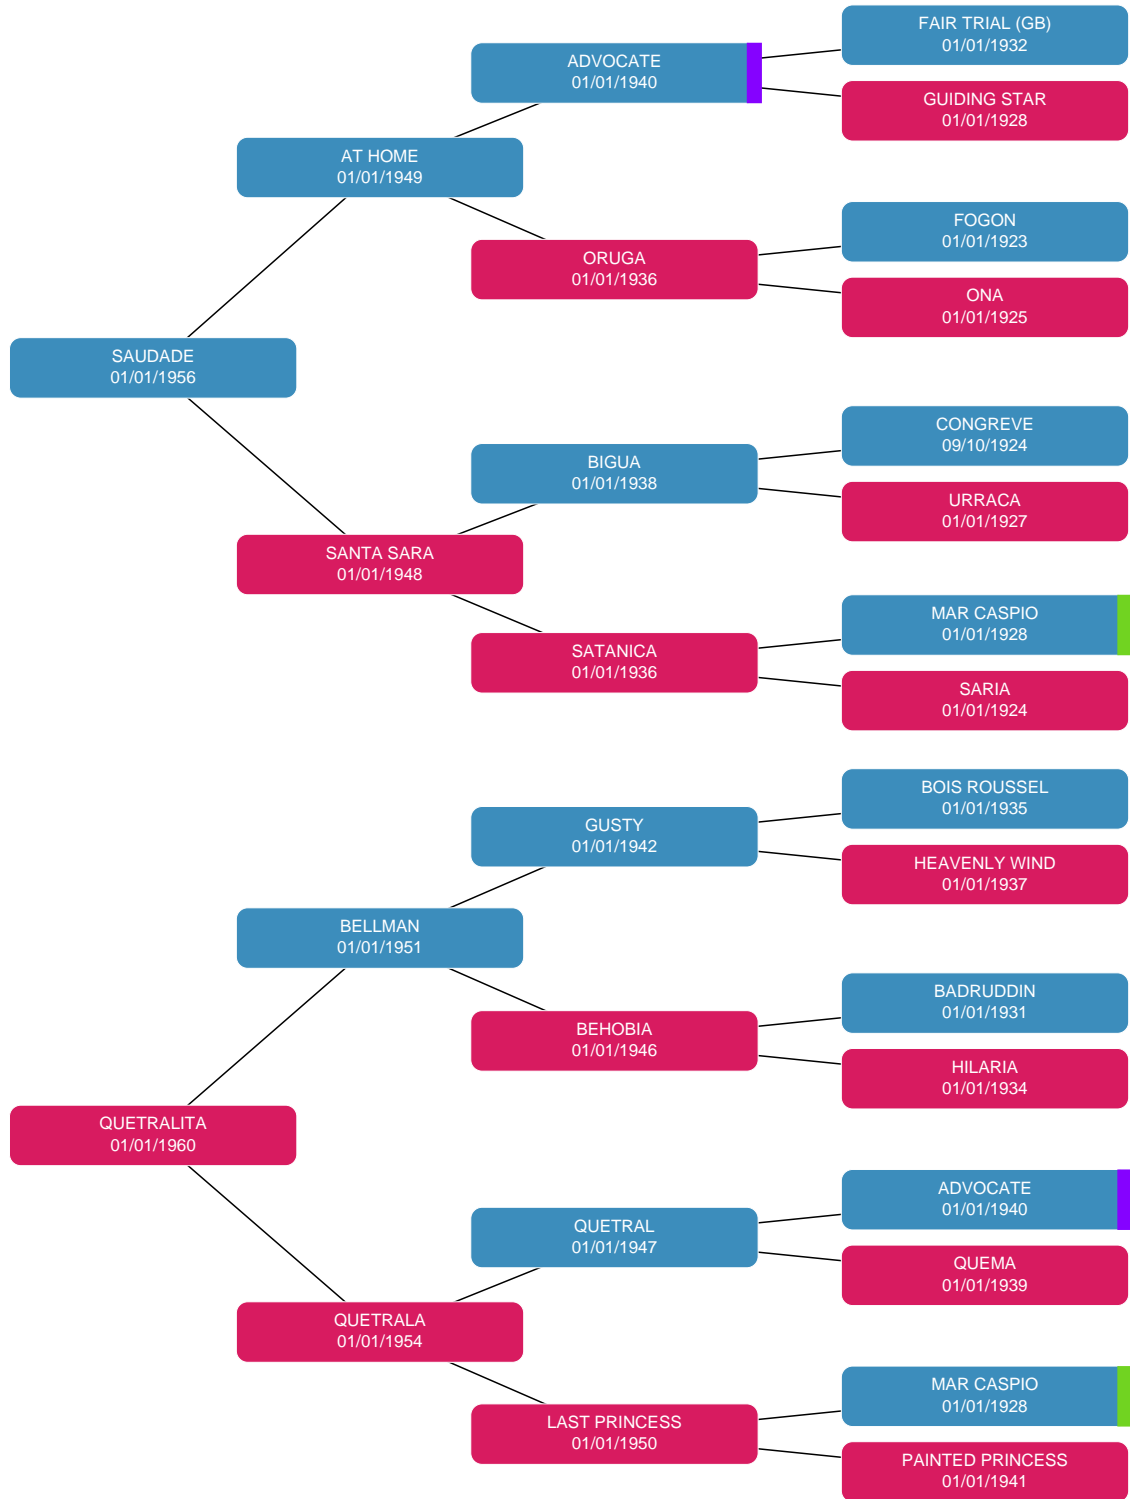 FAIR TRIAL (GB)
01/01/1932
ADVOCATE
01/01/1940
GUIDING STAR
01/01/1928
AT HOME
01/01/1949
FOGON
01/01/1923
ORUGA
01/01/1936
ONA
01/01/1925
SAUDADE
01/01/1956
CONGREVE
09/10/1924
BIGUA
01/01/1938
URRACA
01/01/1927
SANTA SARA
01/01/1948
MAR CASPIO
01/01/1928
SATANICA
01/01/1936
SARIA
01/01/1924
BOIS ROUSSEL
01/01/1935
GUSTY
01/01/1942
HEAVENLY WIND
01/01/1937
BELLMAN
01/01/1951
BADRUDDIN
01/01/1931
BEHOBIA
01/01/1946
HILARIA
01/01/1934
QUETRALITA
01/01/1960
ADVOCATE
01/01/1940
QUETRAL
01/01/1947
QUEMA
01/01/1939
QUETRALA
01/01/1954
MAR CASPIO
01/01/1928
LAST PRINCESS
01/01/1950
PAINTED PRINCESS
01/01/1941